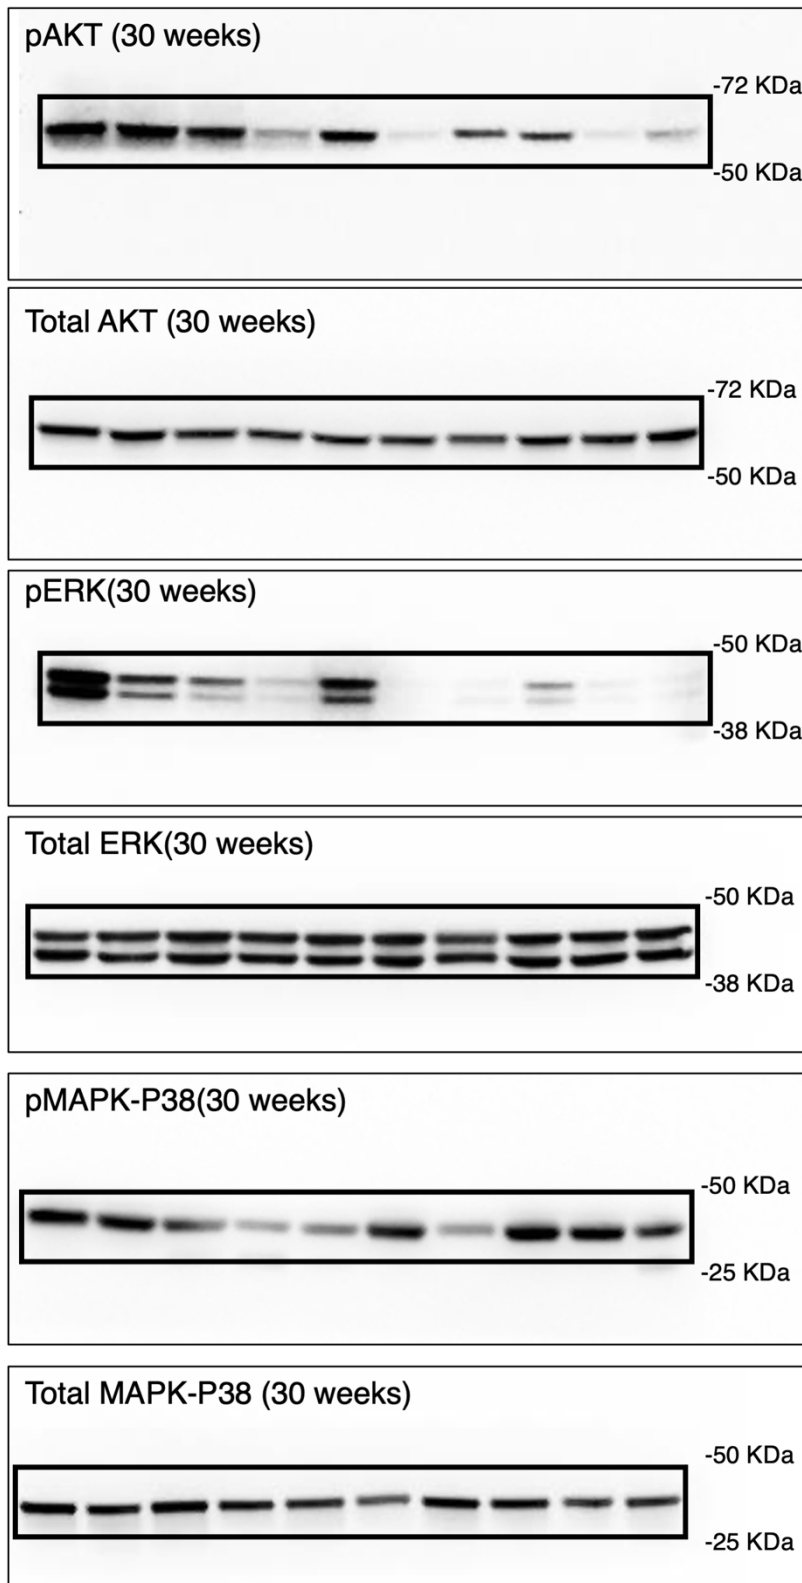 pAKT (30 weeks)
-72 KDa
-50 KDa
Total AKT (30 weeks)
-72 KDa
-50 KDa
pERK(30 weeks)
-50 KDa
-38 KDa
Total ERK(30 weeks)
-50 KDa
-38 KDa
pMAPK-P38(30 weeks)
-50 KDa
-25 KDa
Total MAPK-P38 (30 weeks)
-50 KDa
-25 KDa